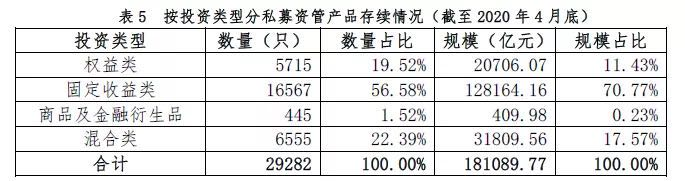 表 5 按投资类型分私募资管产品存续情况（截至 2020 年 4 月底）
投资类型 数量（只） 数量占比 规模（亿元） 规模占比
权益类 5715 19.52% 20706.07 11.43%
固定收益类 16567 56.58% 128164.16 70.77%
商品及金融衍生品 445 1.52% 409.98 0.23%
混合类 6555 22.39% 31809.56 17.57%
合计 29282 100.00% 181089.77 100.00%